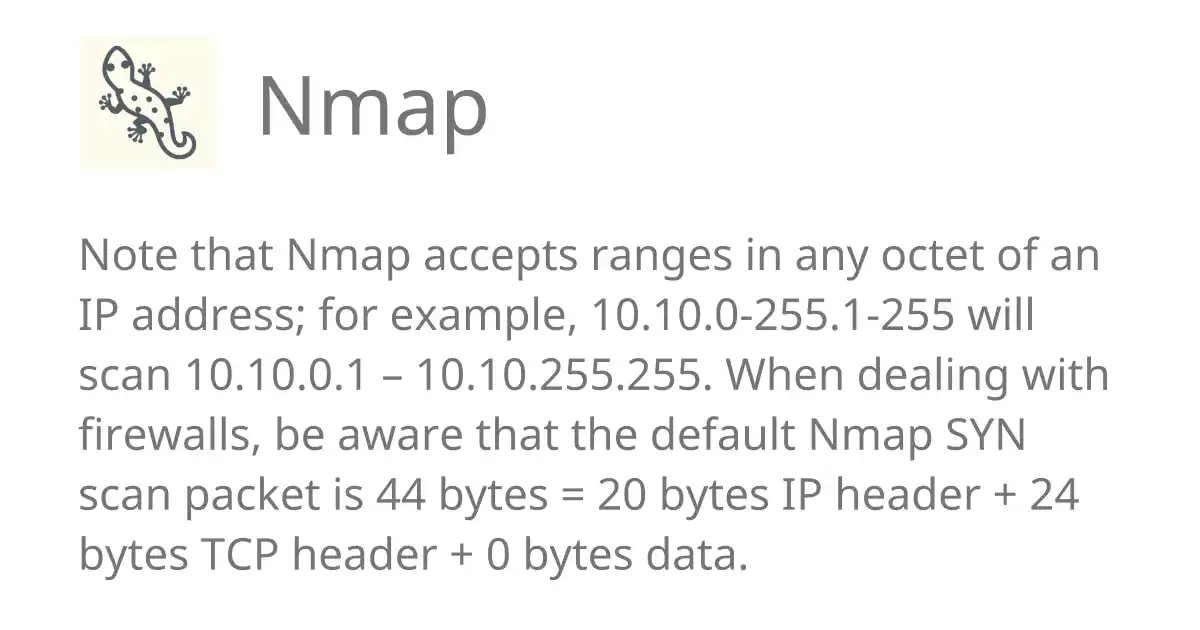 Nmap
Note that Nmap accepts ranges in any octet of an
IP address; for example, 10.10.0-255.1-255 will
scan 10.10.0.1 – 10.10.255.255. When dealing with
firewalls, be aware that the default Nmap SYN
scan packet is 44 bytes = 20 bytes IP header + 24
bytes TCP header + 0 bytes data.